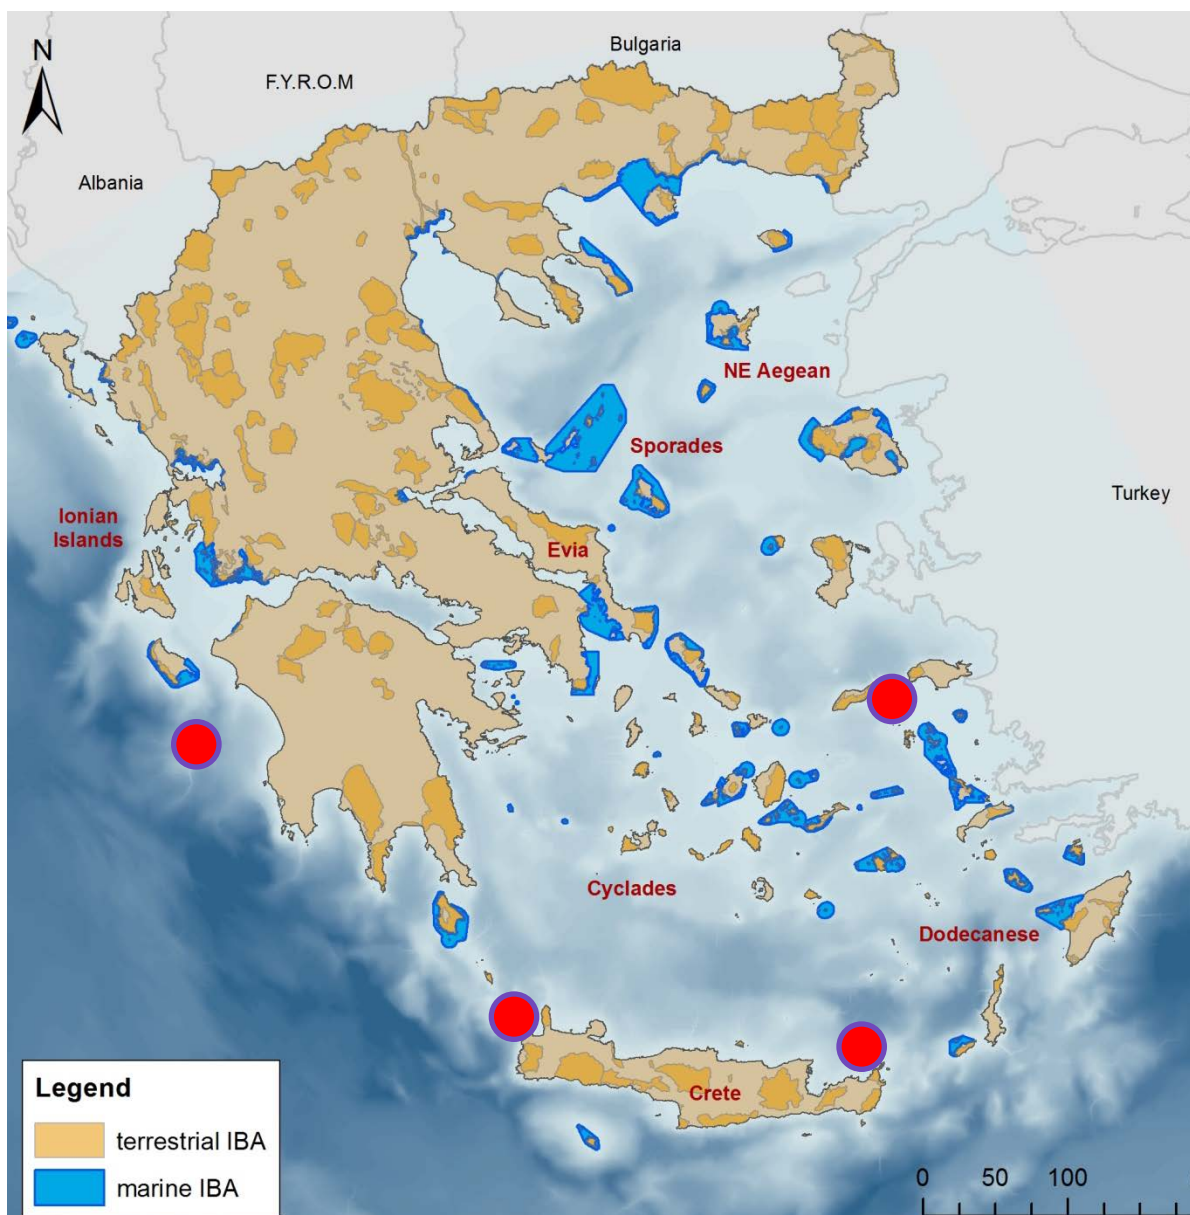 Bulgaria
N
F.Y.R.O.M
Albania
NE Aegean
Sporades
Turkey
Ionian
Islands
Evia
Cyclades
Dodecanese
Crete
Legend
terrestrial IBA
marine IBA
0 50 100